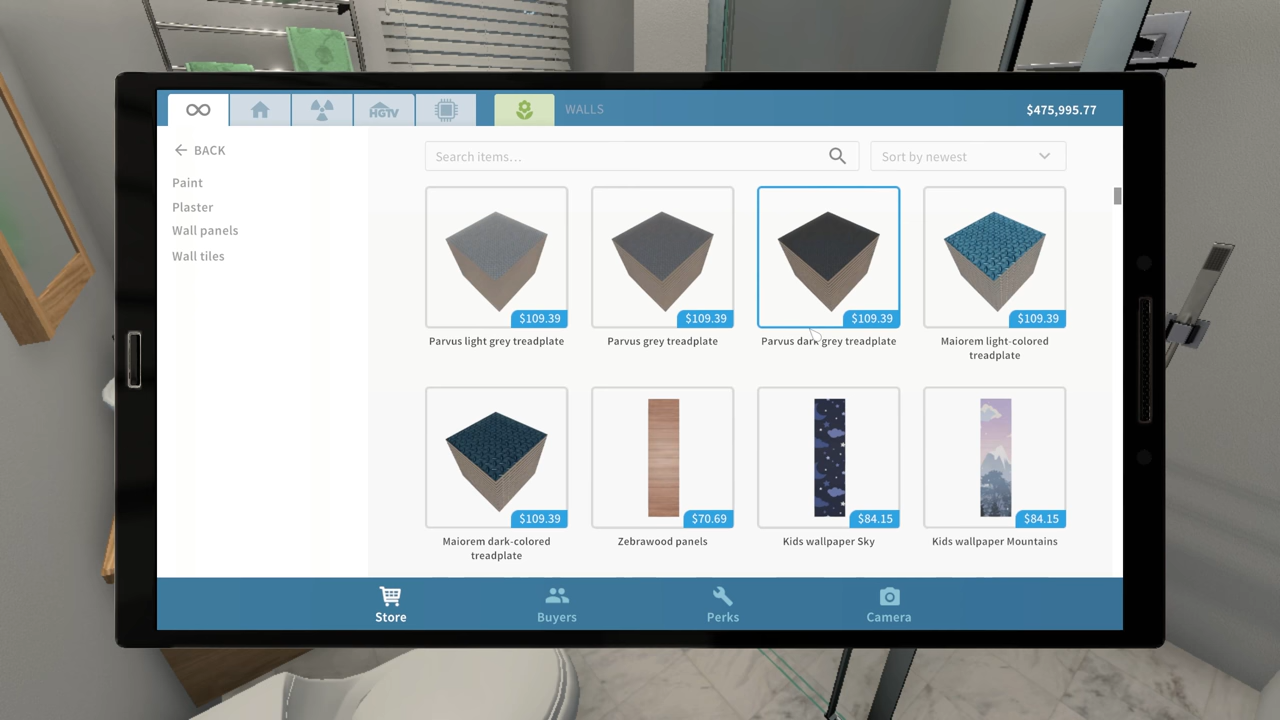 HGTV
WALLS
$475,995.77
BACK
Paint
Plaster
Wall panels
Wall tiles
Search items...
Sort by newest
$109.39
$109.39
$109.39
$109.39
Parvus light grey treadplate
Parvus grey treadplate
Parvus dark grey treadplate
Maiorem light-colored
treadplate
$109.39
$70.69
$84.15
$84.15
Maiorem dark-colored
treadplate
Zebrawood panels
Kids wallpaper Sky
Kids wallpaper Mountains
Store
Buyers
Perks
Camera